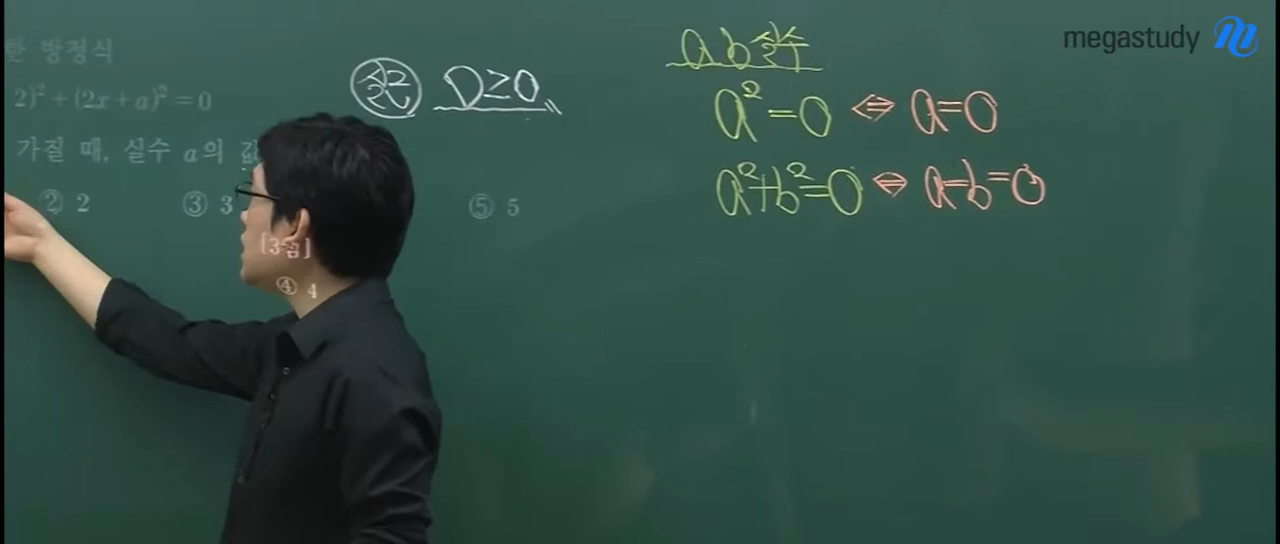 megastudy
한 방정식
2)² + (2x + a)² = 0
가질 때, 실수 a의 값
② 2 ③ 3 ⑤ 5
[3점]
④ 4
실근 D≥0
a b 실수
a² = 0 ⇔ a = 0
a² + b² = 0 ⇔ a = b = 0